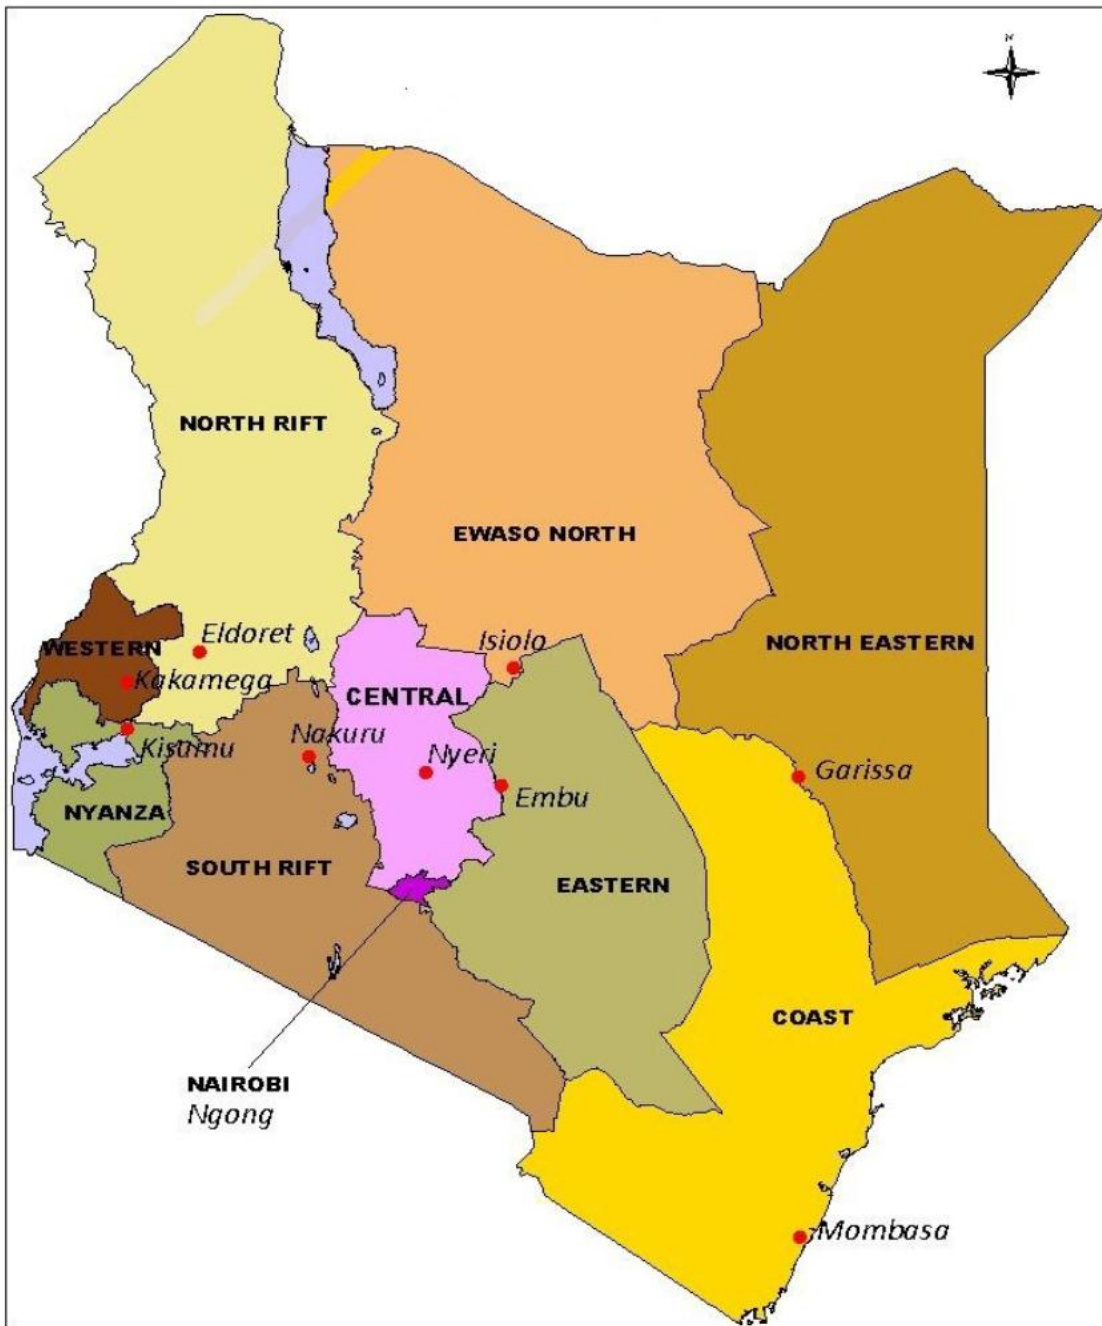 N
NORTH RIFT
EWASO NORTH
WESTERN
Eldoret
Isiolo
NORTH EASTERN
Kakamega
CENTRAL
Kisumu
Nakuru
Nyeri
Garissa
Embu
NYANZA
SOUTH RIFT
EASTERN
COAST
NAIROBI
Ngong
Mombasa